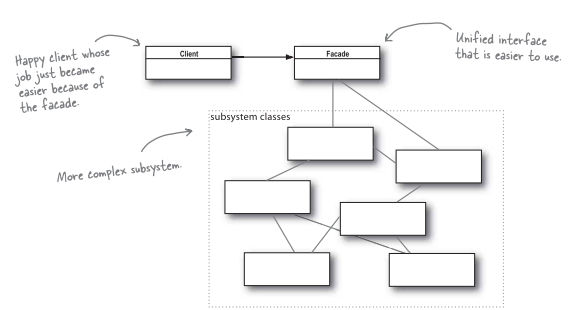 Client
Facade
Happy client whose
job just became
easier because of
the facade.
Unified interface
that is easier to use.
subsystem classes
More complex subsystem.